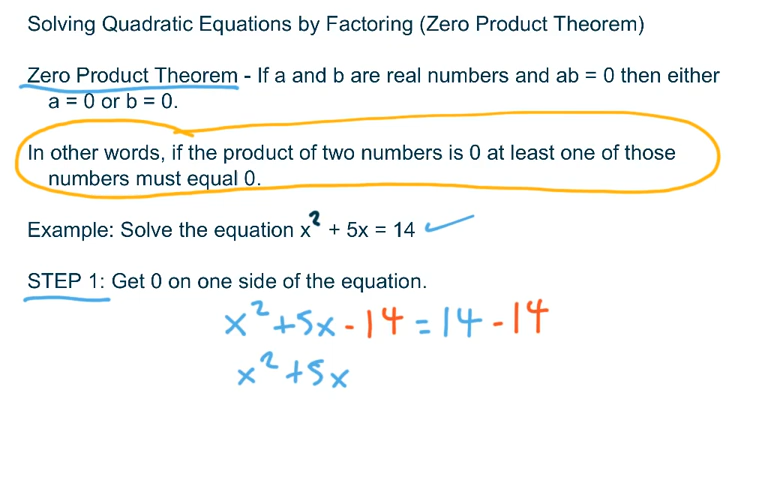 Solving Quadratic Equations by Factoring (Zero Product Theorem)
Zero Product Theorem - If a and b are real numbers and ab = 0 then either
a = 0 or b = 0.
In other words, if the product of two numbers is 0 at least one of those
numbers must equal 0.
Example: Solve the equation x² + 5x = 14
STEP 1: Get 0 on one side of the equation.
x² + 5x - 14 = 14 - 14
x² + 5x